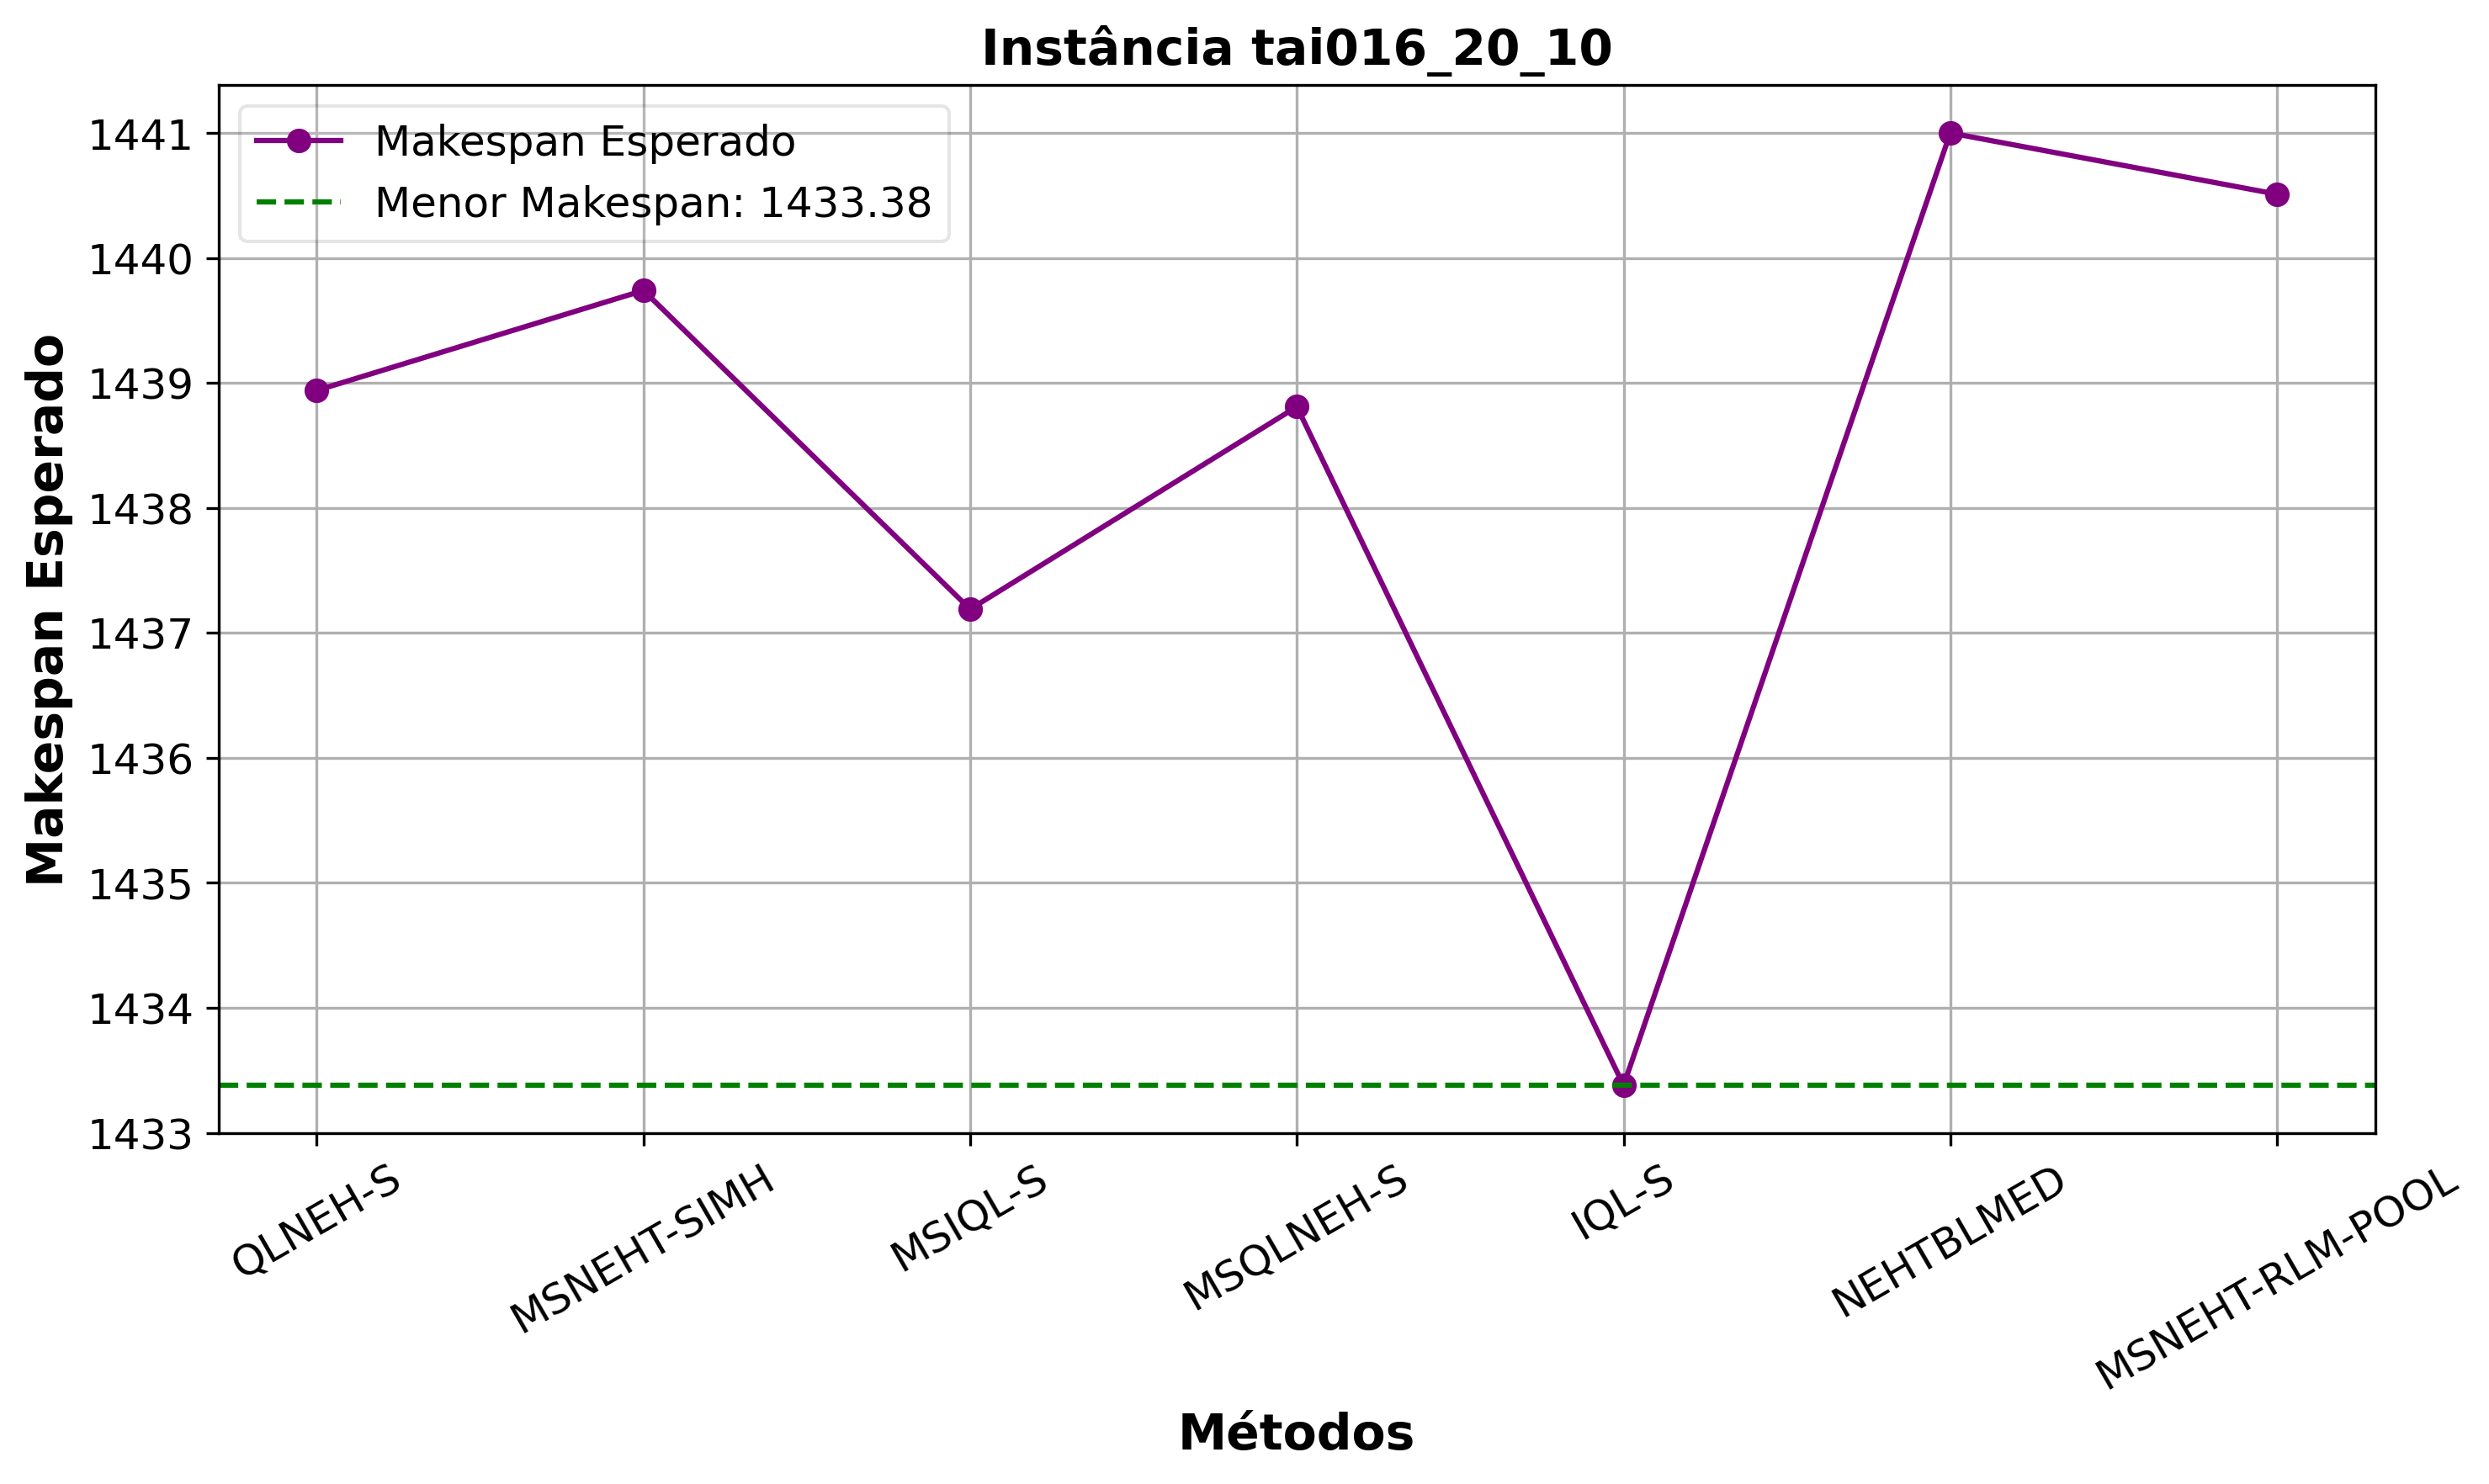 Instância tai016_20_10
Makespan Esperado
Menor Makespan: 1433.38
1441
1440
1439
1438
1437
1436
1435
1434
1433
Makespan Esperado
QLNEH-S
MSNEHT-SIMH
MSIQL-S
MSQLNEH-S
IQL-S
NEHTBLMED
MSNEHT-RLM-POOL
Métodos